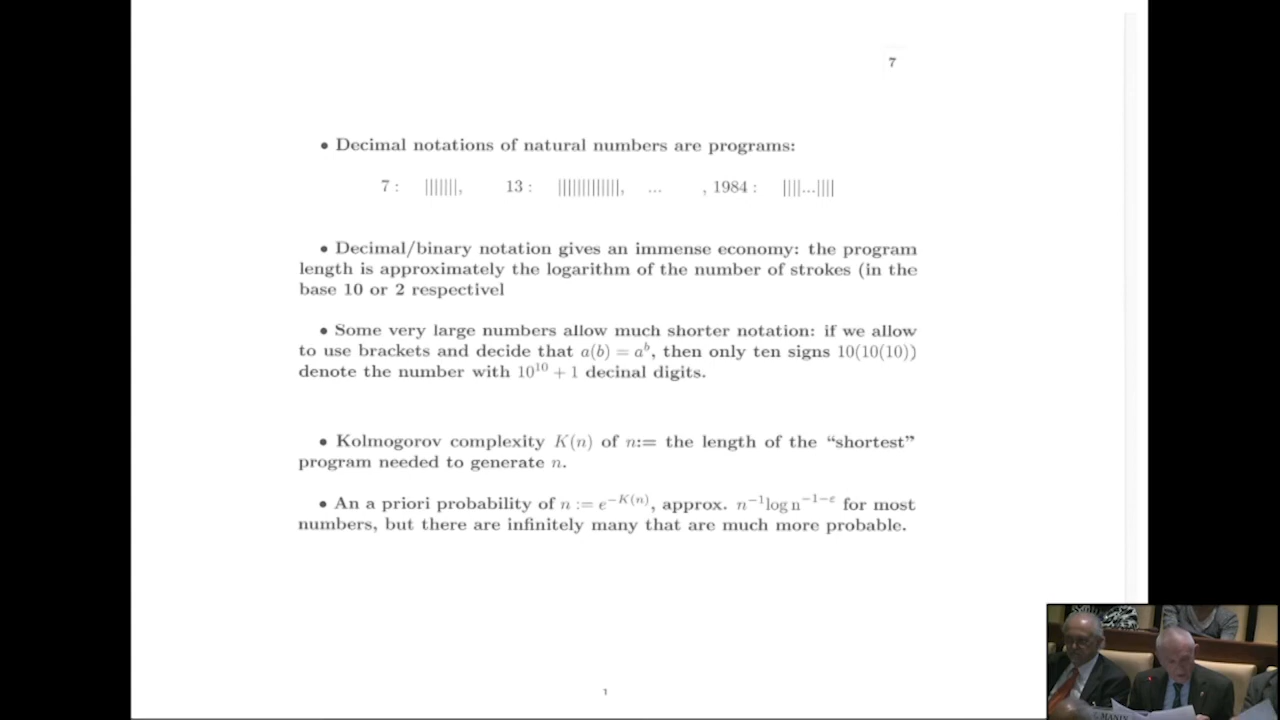 7
• Decimal notations of natural numbers are programs:
7 : |||||||, 13 : |||||||||||||, ... , 1984 : ||||...||||
• Decimal/binary notation gives an immense economy: the program
length is approximately the logarithm of the number of strokes (in the
base 10 or 2 respectivel
• Some very large numbers allow much shorter notation: if we allow
to use brackets and decide that a(b) = a^b, then only ten signs 10(10(10))
denote the number with 10^10 + 1 decinal digits.
• Kolmogorov complexity K(n) of n:= the length of the “shortest”
program needed to generate n.
• An a priori probability of n := e^−K(n), approx. n^−1 log n^−1−ε for most
numbers, but there are infinitely many that are much more probable.
1
MANIN